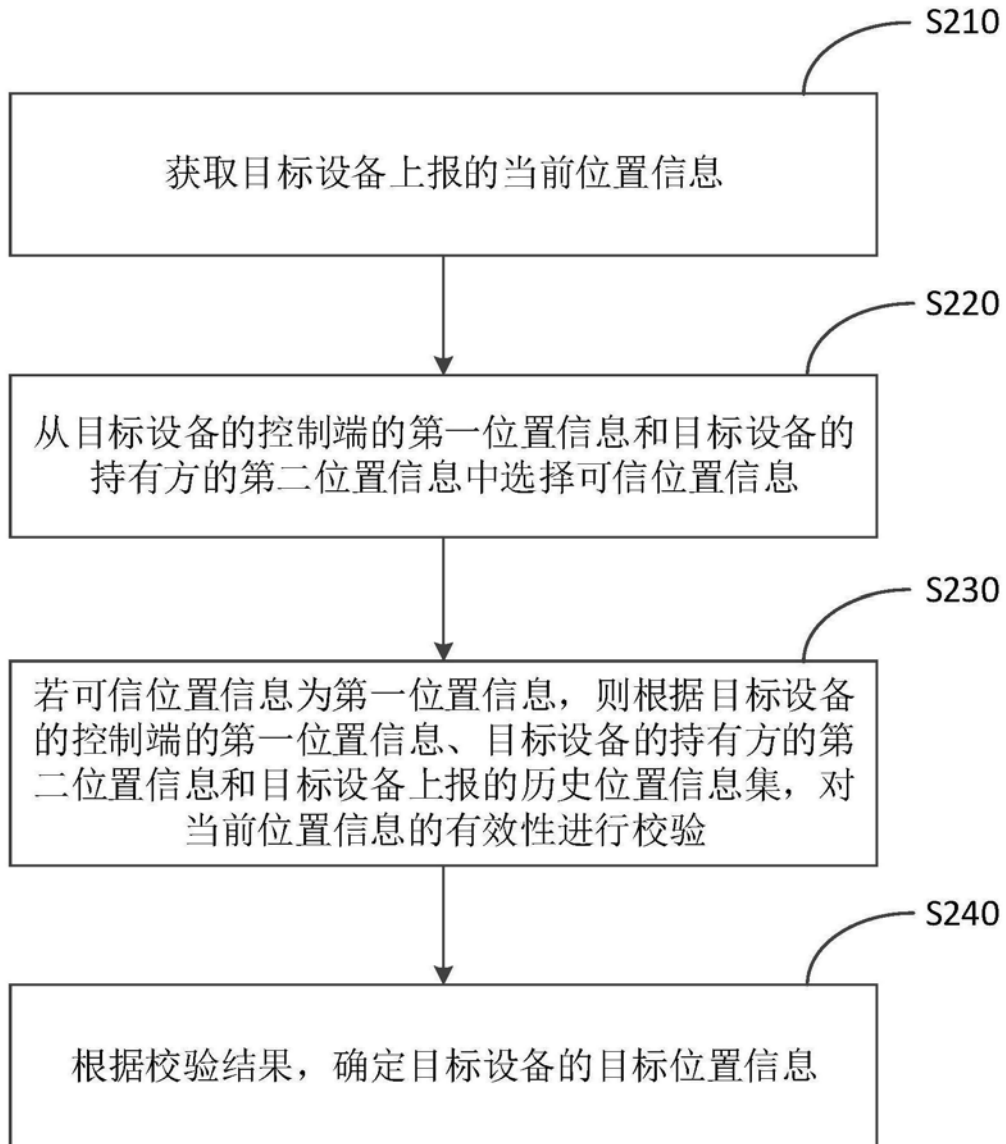 S210
获取目标设备上报的当前位置信息
S220
从目标设备的控制端的第一位置信息和目标设备的
持有方的第二位置信息中选择可信位置信息
S230
若可信位置信息为第一位置信息，则根据目标设备
的控制端的第一位置信息、目标设备的持有方的第
二位置信息和目标设备上报的历史位置信息集，对
当前位置信息的有效性进行校验
S240
根据校验结果，确定目标设备的目标位置信息